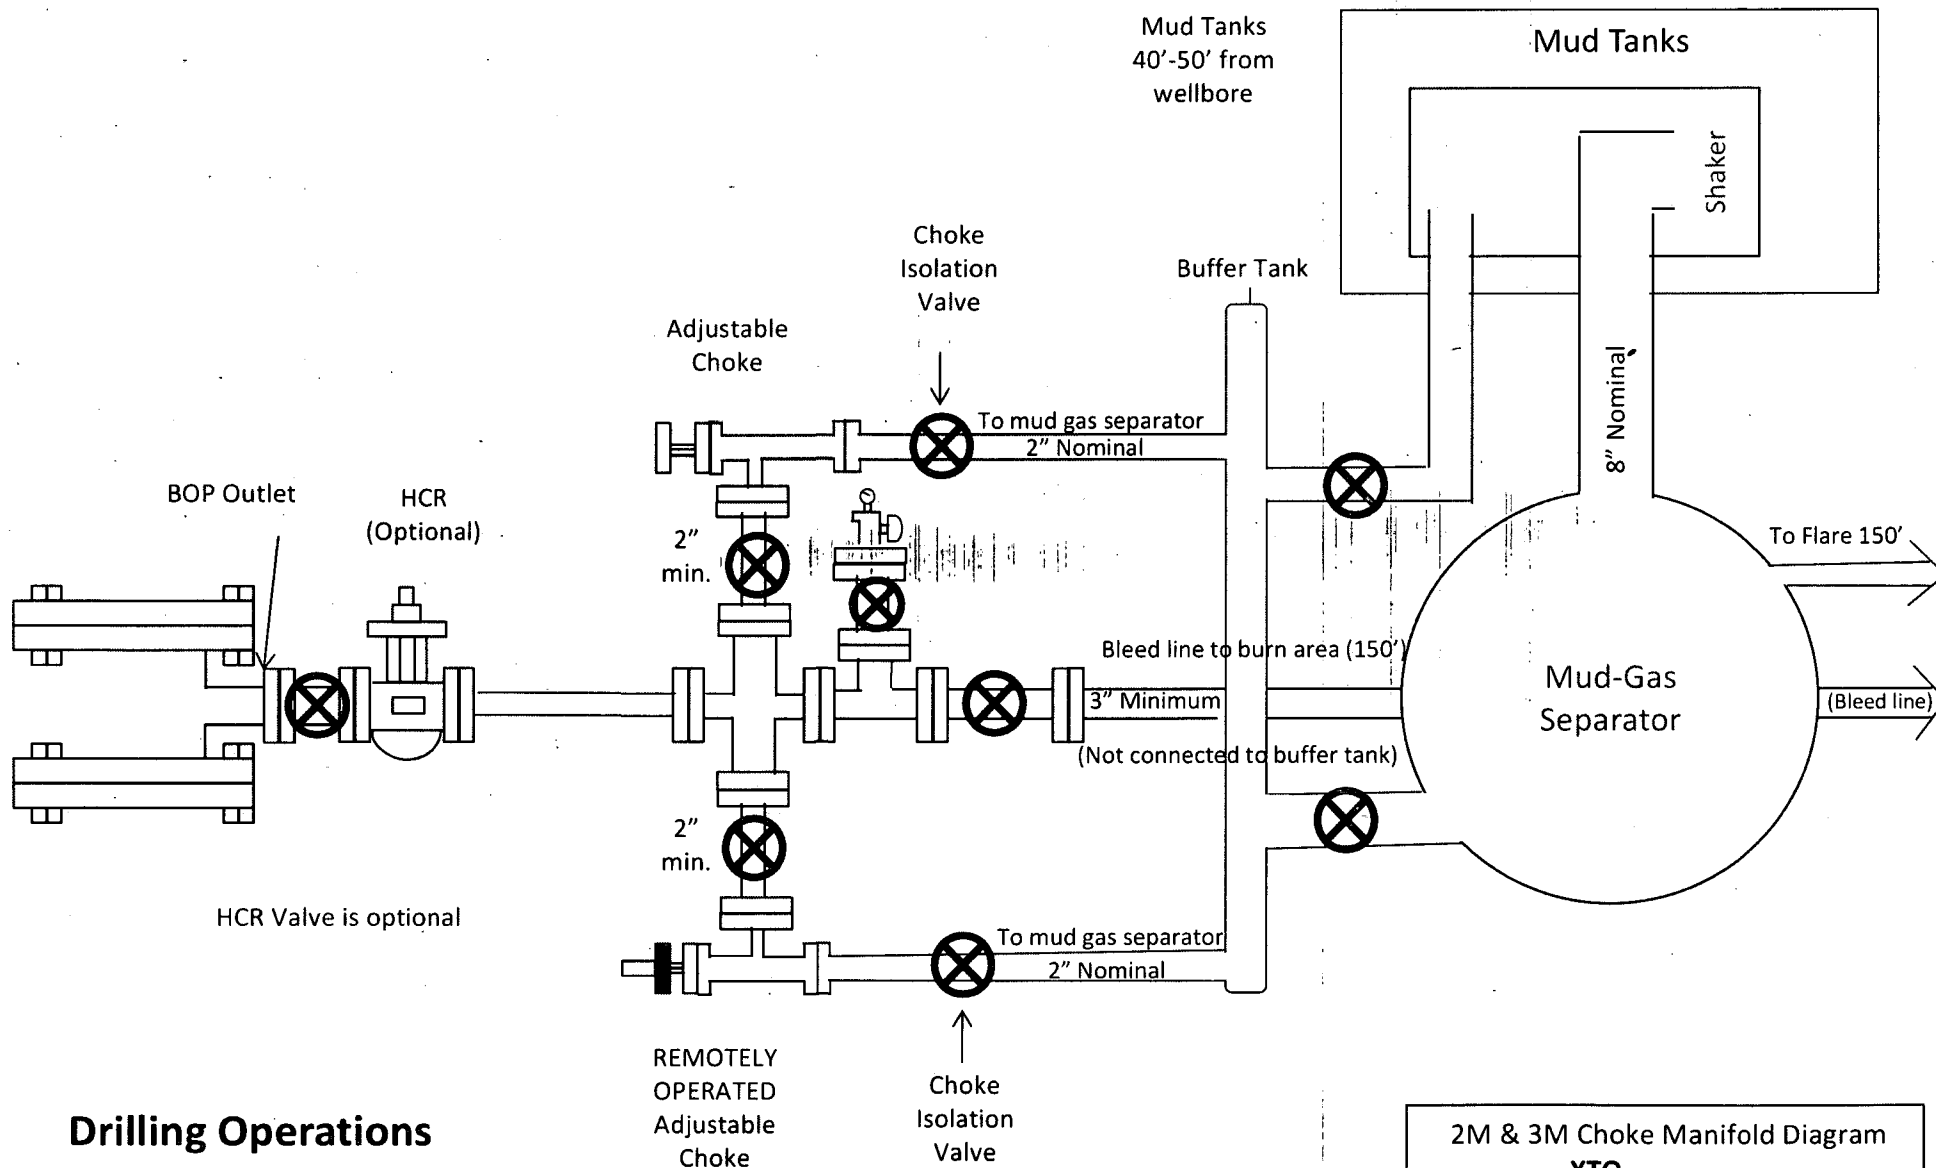 Mud Tanks
40'-50' from
wellbore
Mud Tanks
Shaker
Choke
Isolation
Valve
Buffer Tank
Adjustable
Choke
8" Nominal
To mud gas separator
2" Nominal
BOP Outlet
HCR
(Optional)
2"
min.
To Flare 150'
Bleed line to burn area (150')
3" Minimum
(Not connected to buffer tank)
Mud-Gas
Separator
(Bleed line)
2"
min.
HCR Valve is optional
To mud gas separator
2" Nominal
REMOTELY
OPERATED
Adjustable
Choke
Choke
Isolation
Valve
Drilling Operations
2M & 3M Choke Manifold Diagram
XTO